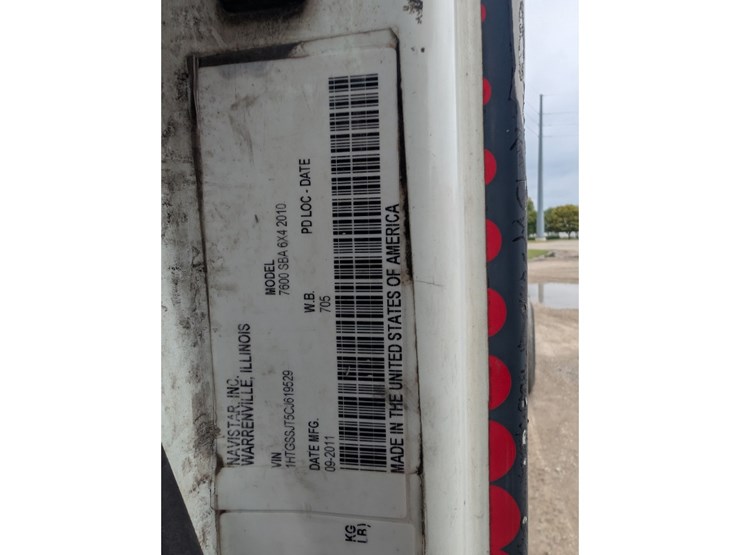 NAVISTAR, INC.
WARRENVILLE, ILLINOIS
VIN
1HTGSSJT5CJ619529
MODEL
7600 SBA 6X4 2010
DATE MFG.
09-2011
W.B.
705
PD LOC - DATE
MADE IN THE UNITED STATES OF AMERICA
KG
LB)